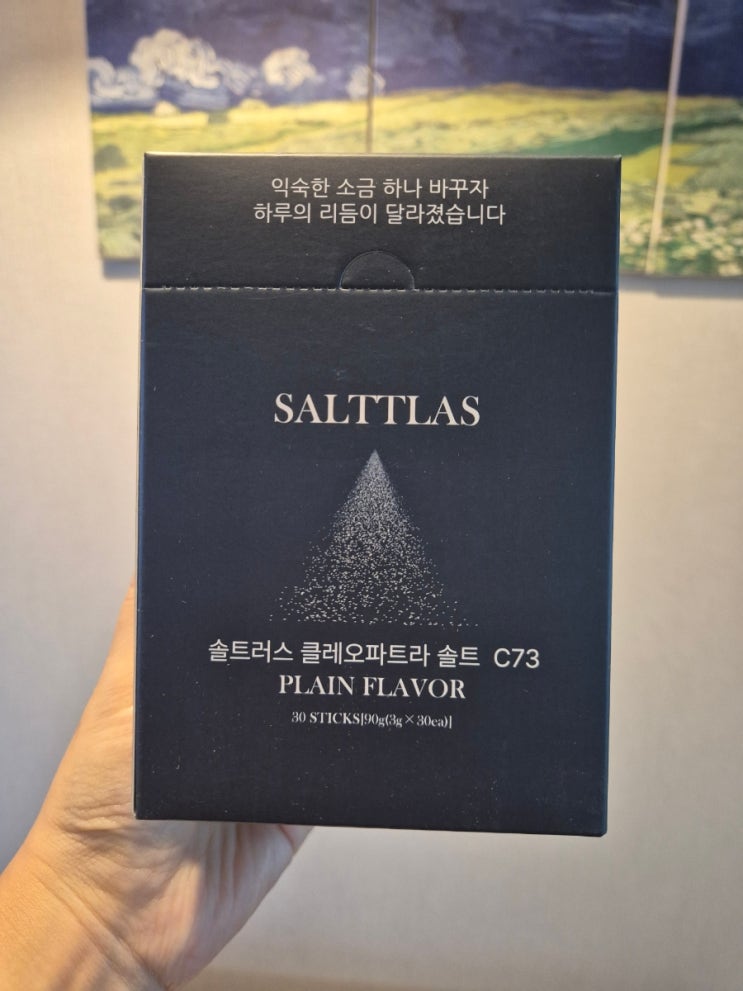 익숙한 소금 하나 바꾸자
하루의 리듬이 달라졌습니다
SALTTLAS
솔트러스 클레오파트라 솔트 C73
PLAIN FLAVOR
30 STICKS[90g(3g×30ea)]